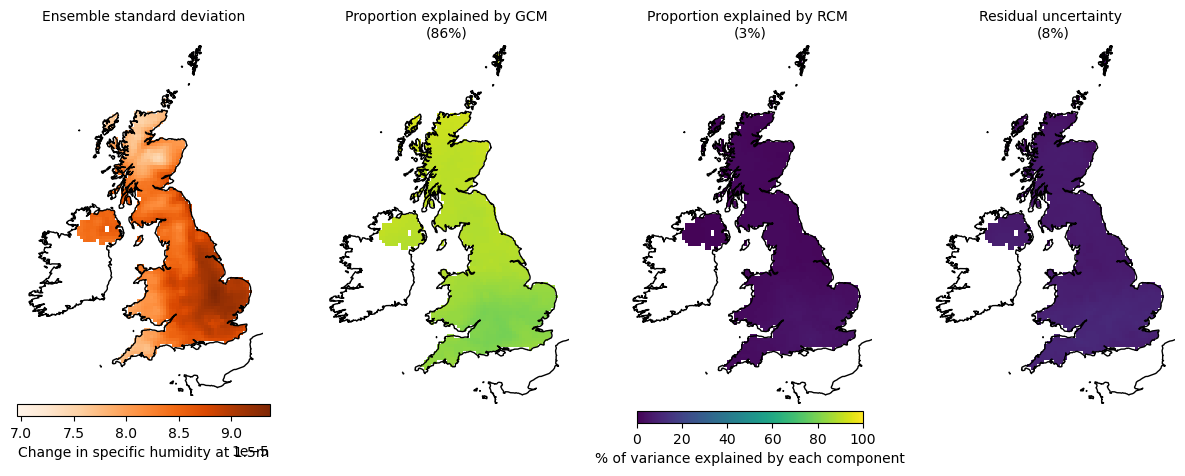 Ensemble standard deviation
Proportion explained by GCM
(86%)
Proportion explained by RCM
(3%)
Residual uncertainty
(8%)
7.0 7.5 8.0 8.5 9.0
1e−5
Change in specific humidity at 1.5m
0 20 40 60 80 100
% of variance explained by each component